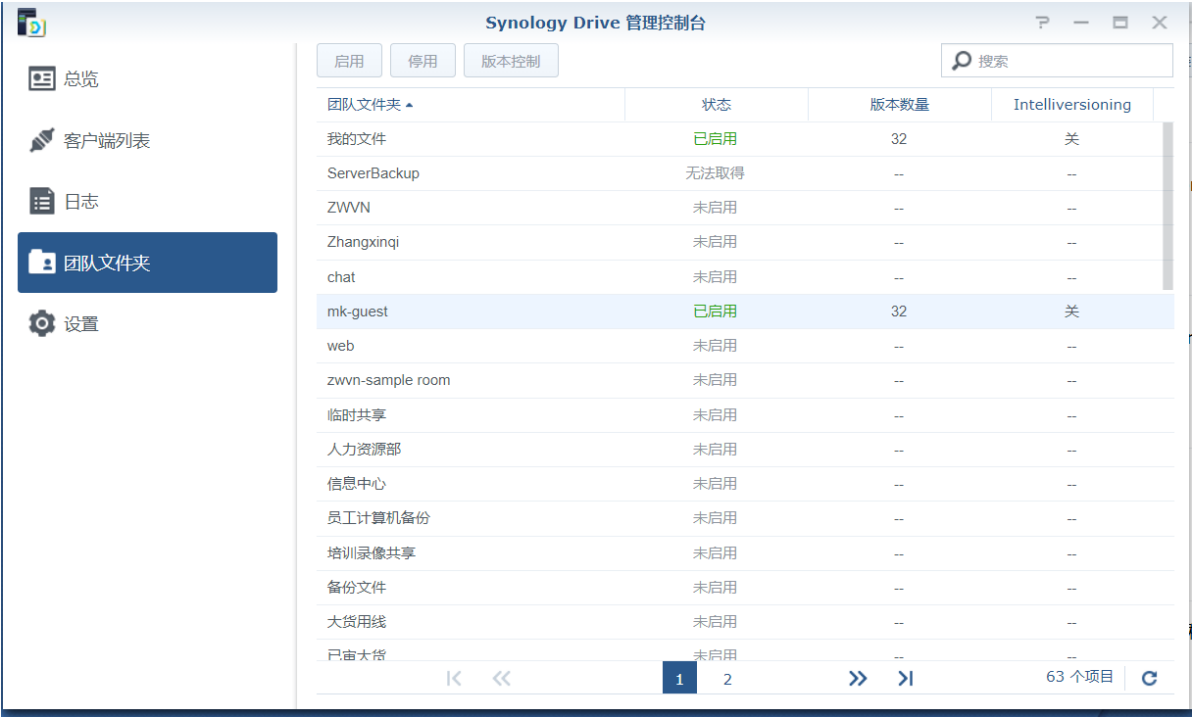 Synology Drive 管理控制台
总览
客户端列表
日志
团队文件夹
设置
启用 停用 版本控制 搜索
团队文件夹 状态 版本数量 Intelliversioning
我的文件 已启用 32 关
ServerBackup 无法取得 -- --
ZWVN 未启用 -- --
Zhangxinqi 未启用 -- --
chat 未启用 -- --
mk-guest 已启用 32 关
web 未启用 -- --
zwvn-sample room 未启用 -- --
临时共享 未启用 -- --
人力资源部 未启用 -- --
信息中心 未启用 -- --
员工计算机备份 未启用 -- --
培训录像共享 未启用 -- --
备份文件 未启用 -- --
大货用线 未启用 -- --
已审大货 未启用 -- --
1 2 63 个项目